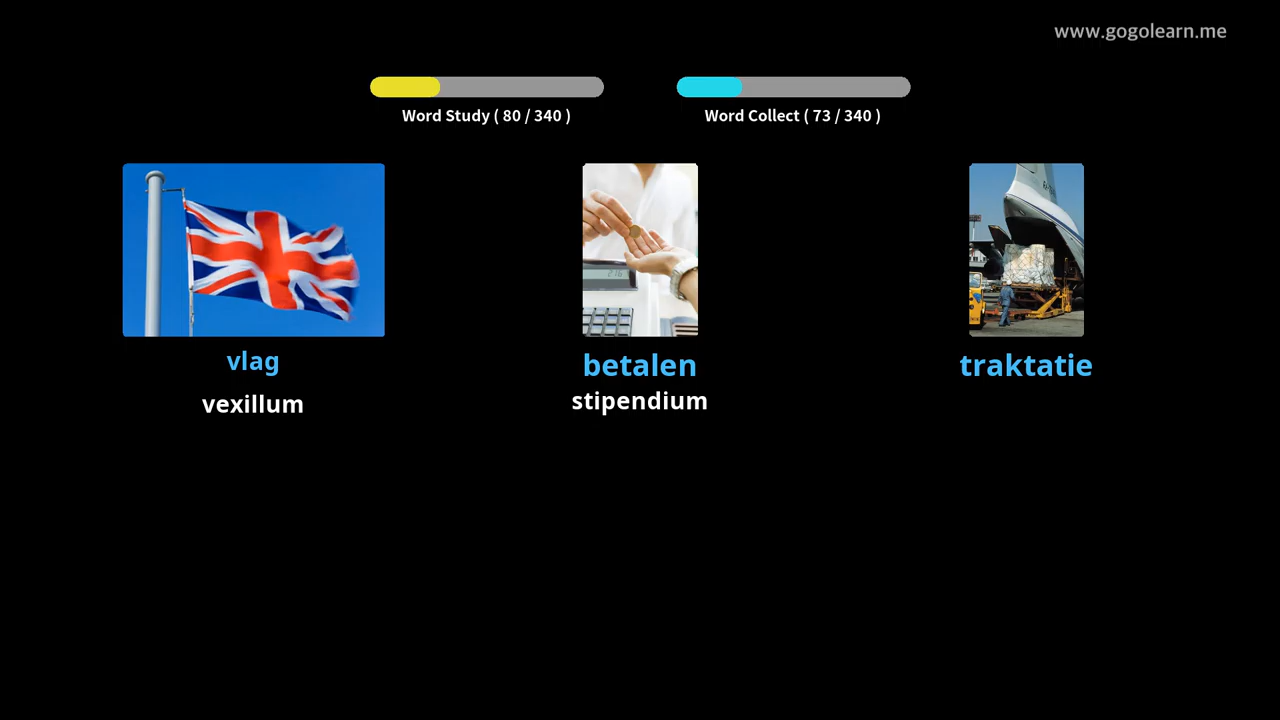 www.gogolearn.me
Word Study ( 80 / 340 )
Word Collect ( 73 / 340 )
vlag
betalen
traktatie
vexillum
stipendium